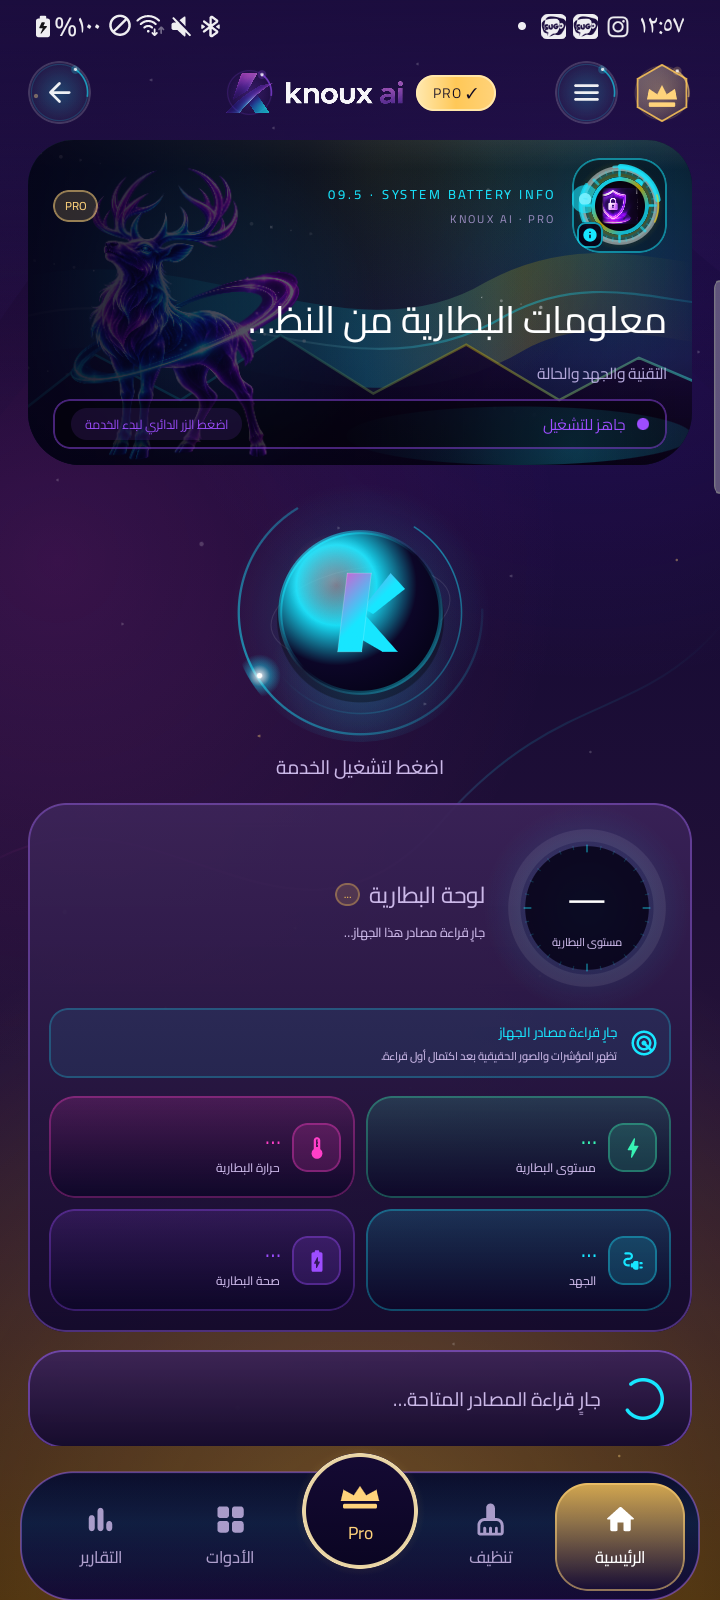 ١٢:٥٧
%١٠٠
knoux ai
PRO ✓
09.5 · SYSTEM BATTERY INFO
KNOUX AI · PRO
PRO
معلومات البطارية من النظ...
التقنية والجهد والحالة
جاهز للتشغيل
اضغط الزر الدائري لبدء الخدمة
اضغط لتشغيل الخدمة
—
مستوى البطارية
لوحة البطارية
...
جارٍ قراءة مصادر هذا الجهاز...
جارٍ قراءة مصادر الجهاز
تظهر المؤشرات والصور الحقيقية بعد اكتمال أول قراءة.
...
مستوى البطارية
...
حرارة البطارية
...
الجهد
...
صحة البطارية
جارٍ قراءة المصادر المتاحة...
الرئيسية
تنظيف
Pro
الأدوات
التقارير